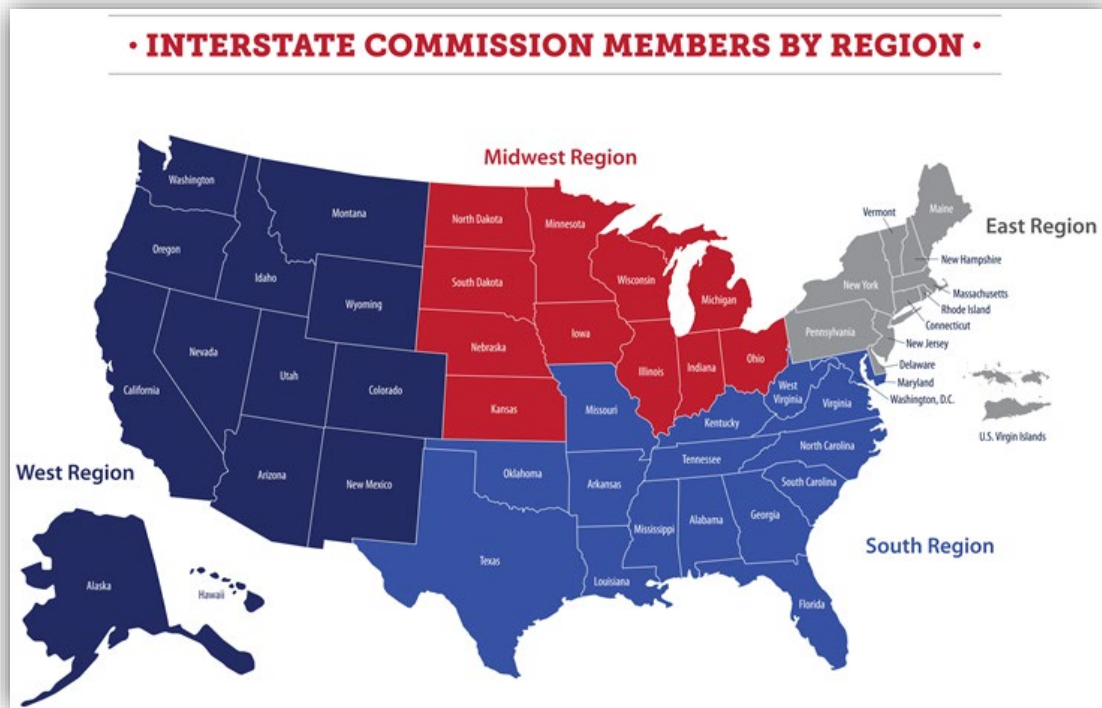 · INTERSTATE COMMISSION MEMBERS BY REGION ·
Midwest Region
Washington
Montana
North Dakota
Minnesota
Vermont
Maine
East Region
Oregon
Idaho
South Dakota
Wisconsin
Michigan
New York
New Hampshire
Massachusetts
Rhode Island
Connecticut
Wyoming
Nebraska
Iowa
Pennsylvania
New Jersey
Nevada
Utah
Colorado
Illinois
Indiana
Ohio
Delaware
Maryland
Washington, D.C.
California
Kansas
Missouri
West
Virginia
Virginia
Kentucky
U.S. Virgin Islands
North Carolina
Tennessee
West Region
Arizona
New Mexico
Oklahoma
Arkansas
South Carolina
Mississippi
Alabama
Georgia
South Region
Texas
Louisiana
Florida
Alaska
Hawaii